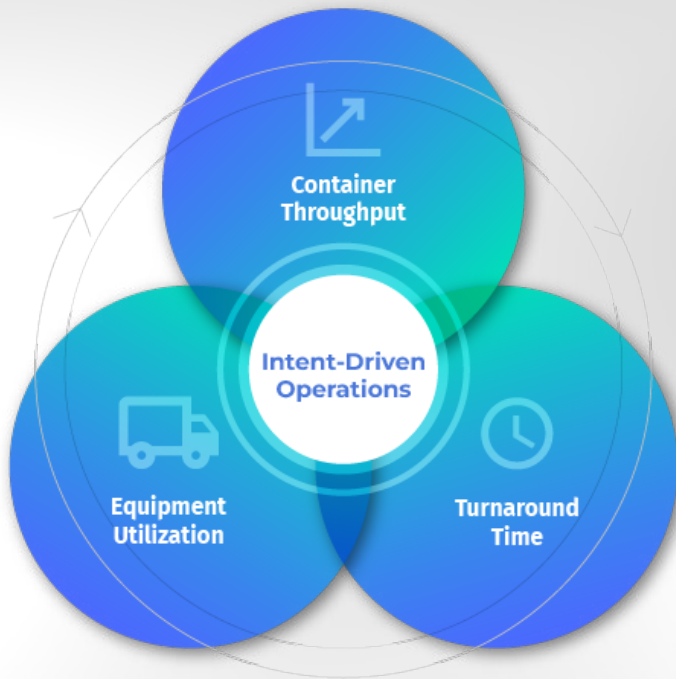 Container
Throughput
Intent-Driven
Operations
Equipment
Utilization
Turnaround
Time